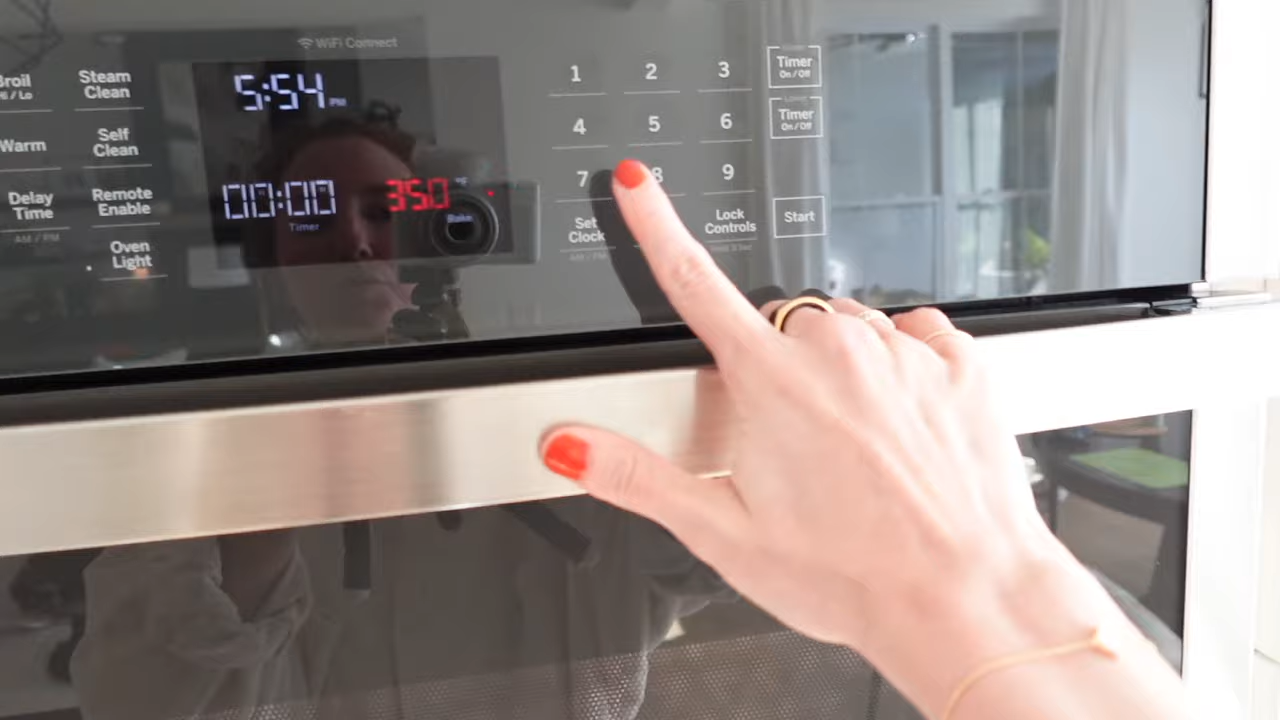 WiFi Connect
Broil
Hi / Lo
Steam
Clean
5:54 PM
1 2 3
Timer
On / Off
Warm
Self
Clean
4 5 6
Timer
On / Off
Delay
Time
AM / PM
Remote
Enable
00:00
Timer
350 °F
Bake
7 8 9
Set
Clock
AM / PM
Lock
Controls
Start
Oven
Light